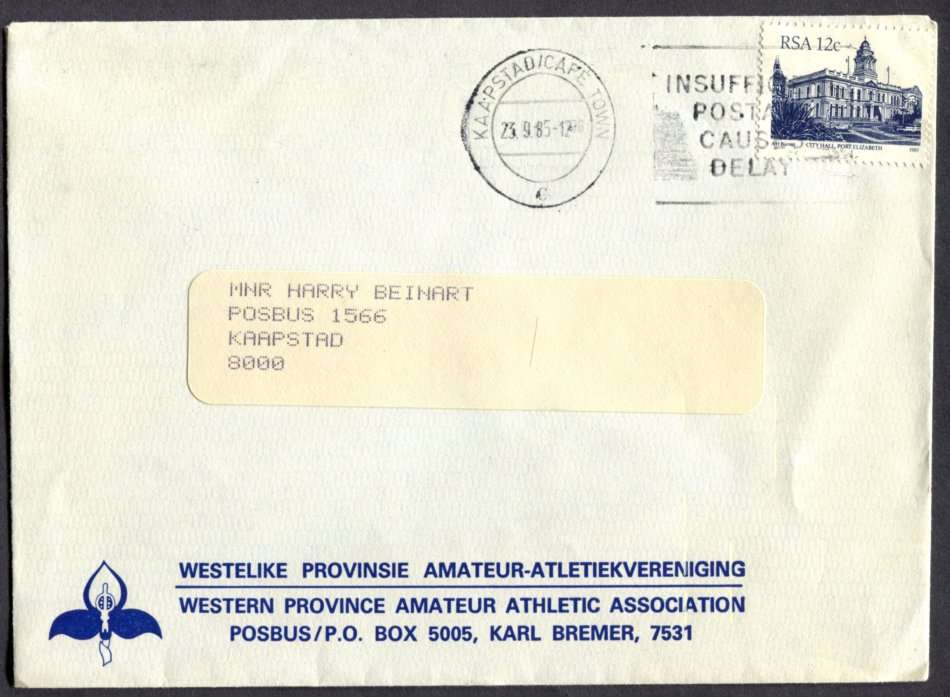 RSA 12c
CITY HALL, PORT ELIZABETH
KAAPSTAD/CAPE TOWN
23.9.85-12
C
POSTA
CAUS
DELAY
MNR HARRY BEINART
POSBUS 1566
KAAPSTAD
8000
WESTELIKE PROVINSIE AMATEUR-ATLETIEKVERENIGING
WESTERN PROVINCE AMATEUR ATHLETIC ASSOCIATION
POSBUS/P.O. BOX 5005, KARL BREMER, 7531